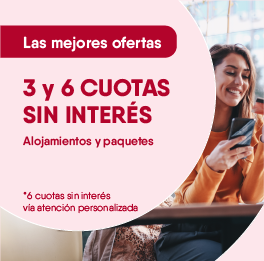 Las mejores ofertas
3 y 6 CUOTAS
SIN INTERÉS
Alojamientos y paquetes
*6 cuotas sin interés
vía atención personalizada